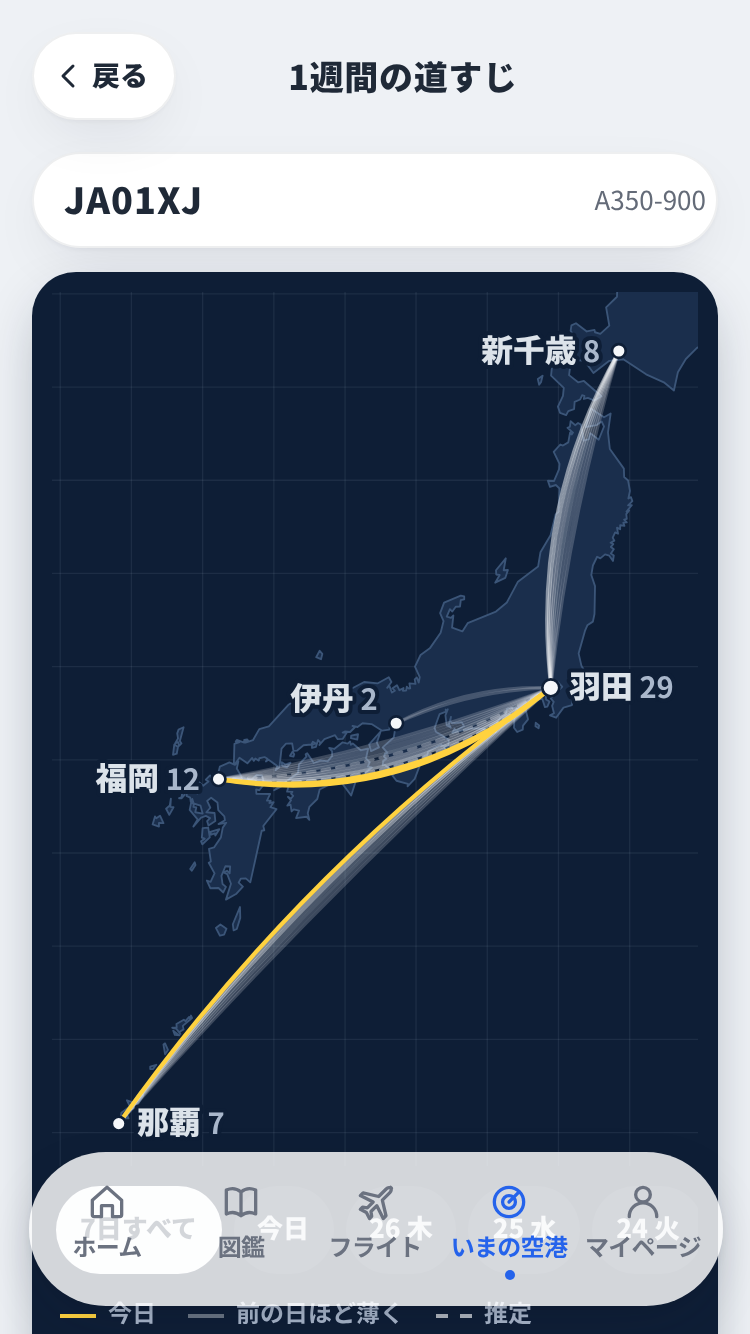 戻る
1週間の道すじ
JA01XJ
A350-900
新千歳 8
羽田 29
伊丹 2
福岡 12
那覇 7
7日すべて 今日 26 木 25 水 24 火
ホーム 図鑑 フライト いまの空港 マイページ
今日 前の日ほど薄く 推定